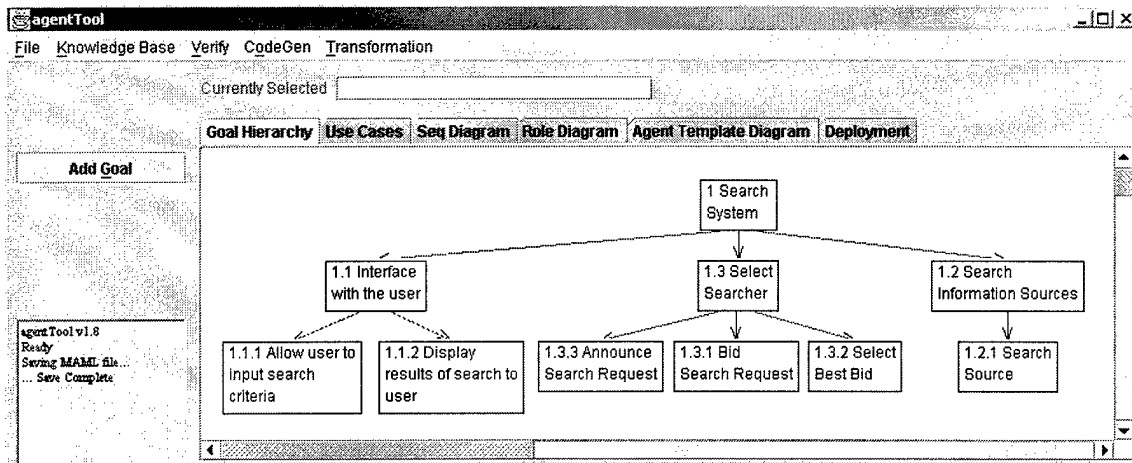 agentTool
File Knowledge Base Verify CodeGen Transformation
Currently Selected
Goal Hierarchy Use Cases Seq Diagram Role Diagram Agent Template Diagram Deployment
Add Goal
1 Search
System
1.1 Interface
with the user
1.3 Select
Searcher
1.2 Search
Information Sources
1.1.1 Allow user to
input search
criteria
1.1.2 Display
results of search to
user
1.3.3 Announce
Search Request
1.3.1 Bid
Search Request
1.3.2 Select
Best Bid
1.2.1 Search
Source
agentTool v1.8
Ready
Saving MAML file...
... Save Complete